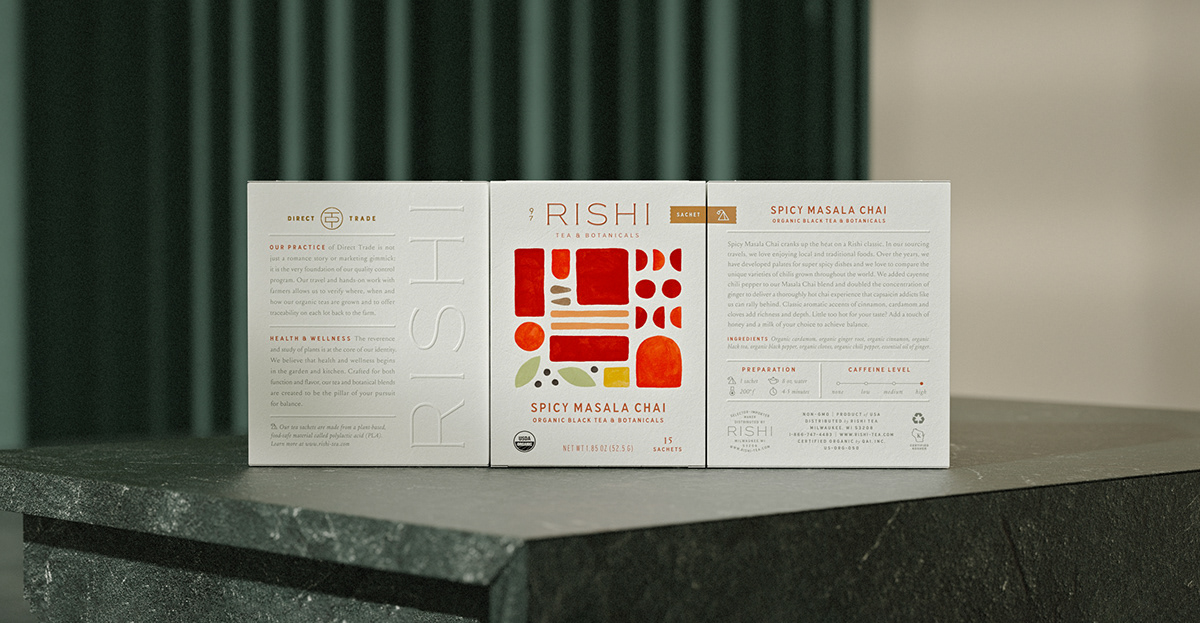 DIRECT TRADE
OUR PRACTICE of Direct Trade is not
just a romance story or marketing gimmick;
it is the very foundation of our quality control
program. Our travel and hands-on work with
farmers allows us to verify where, when and
how our organic teas are grown and to offer
traceability on each lot back to the farm.
HEALTH & WELLNESS The reverence
and study of plants is at the core of our identity.
We believe that health and wellness begins
in the garden and kitchen. Crafted for both
function and flavor, our tea and botanical blends
are created to be the pillar of your pursuit
for balance.
Our tea sachets are made from a plant-based,
food-safe material called polylactic acid (PLA).
Learn more at www.rishi-tea.com
RISHI
97
RISHI
TEA & BOTANICALS
SACHET
SPICY MASALA CHAI
ORGANIC BLACK TEA & BOTANICALS
USDA
ORGANIC
NET WT 1.85 OZ (52.5 G)
15
SACHETS
SPICY MASALA CHAI
ORGANIC BLACK TEA & BOTANICALS
Spicy Masala Chai cranks up the heat on a Rishi classic. In our sourcing
travels, we love enjoying local and traditional foods. Over the years, we
have developed palates for super spicy dishes and we love to compare the
unique varieties of chilis grown throughout the world. We added cayenne
chili pepper to our Masala Chai blend and doubled the concentration of
ginger to deliver a thoroughly hot chai experience that capsaicin addicts like
us can rally behind. Classic aromatic accents of cinnamon, cardamom and
cloves add richness and depth. Little too hot for your taste? Add a touch of
honey and a milk of your choice to achieve balance.
INGREDIENTS Organic cardamom, organic ginger root, organic cinnamon, organic
black tea, organic black pepper, organic cloves, organic chili pepper, essential oil of ginger.
PREPARATION
1 sachet
8 oz. water
200°f
4-5 minutes
CAFFEINE LEVEL
none low medium high
SELECTED·IMPORTED
DISTRIBUTED BY
RISHI
MILWAUKEE, WI
53208
WWW.RISHI-TEA.COM
NON-GMO | PRODUCT of USA
DISTRIBUTED by RISHI TEA
MILWAUKEE, WI 53208
1-866-747-4483 | WWW.RISHI-TEA.COM
CERTIFIED ORGANIC by QAI, INC.
US-ORG-050
K